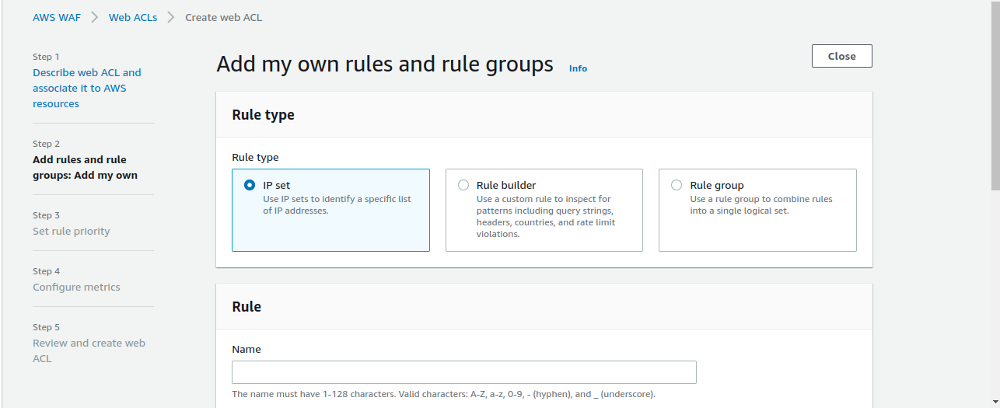 AWS WAF > Web ACLs > Create web ACL
Step 1
Describe web ACL and
associate it to AWS
resources
Step 2
Add rules and rule
groups: Add my own
Step 3
Set rule priority
Step 4
Configure metrics
Step 5
Review and create web
ACL
Add my own rules and rule groups Info
Close
Rule type
Rule type
IP set
Use IP sets to identify a specific list
of IP addresses.
Rule builder
Use a custom rule to inspect for
patterns including query strings,
headers, countries, and rate limit
violations.
Rule group
Use a rule group to combine rules
into a single logical set.
Rule
Name
The name must have 1-128 characters. Valid characters: A-Z, a-z, 0-9, - (hyphen), and _ (underscore).